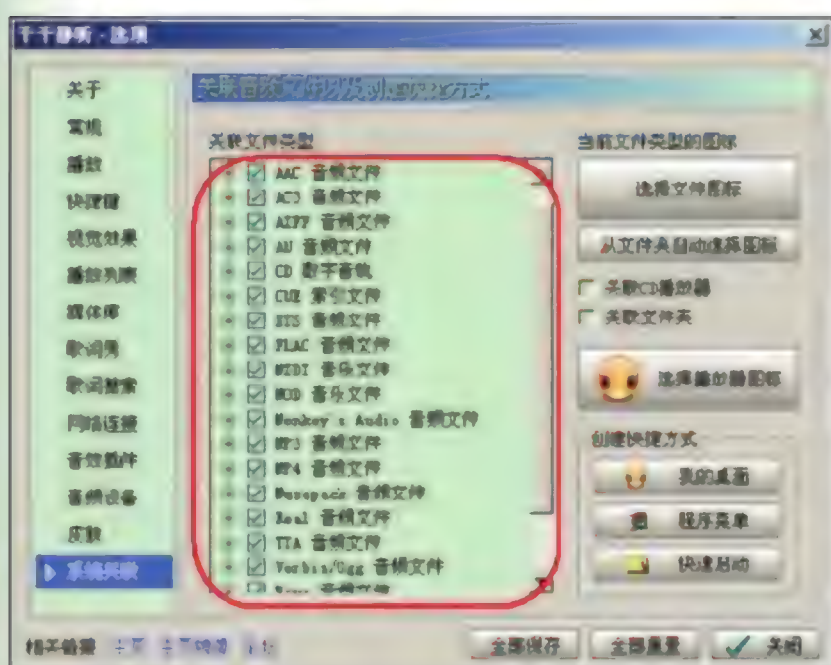 千千静听 - 选项
关于
常规
播放
快捷键
视觉效果
播放列表
媒体库
歌词秀
歌词搜索
网络连接
音效插件
音频设备
皮肤
系统关联
关联音频文件以及创建快捷方式
关联文件类型
AAC 音频文件
AC3 音频文件
AIFF 音频文件
AU 音频文件
CD 数字音轨
CUE 索引文件
DTS 音频文件
FLAC 音频文件
MIDI 音乐文件
MOD 音乐文件
Monkey's Audio 音频文件
MP3 音频文件
MP4 音频文件
Musepack 音频文件
Real 音频文件
TTA 音频文件
Vorbis/Ogg 音频文件
音频文件
当前文件类型的图标
选择文件图标
从文件夹自动选择图标
关联CD播放器
关联文件夹
选择播放器图标
创建快捷方式
我的桌面
程序菜单
快速启动
相关链接
全部保存
全部重置
关闭